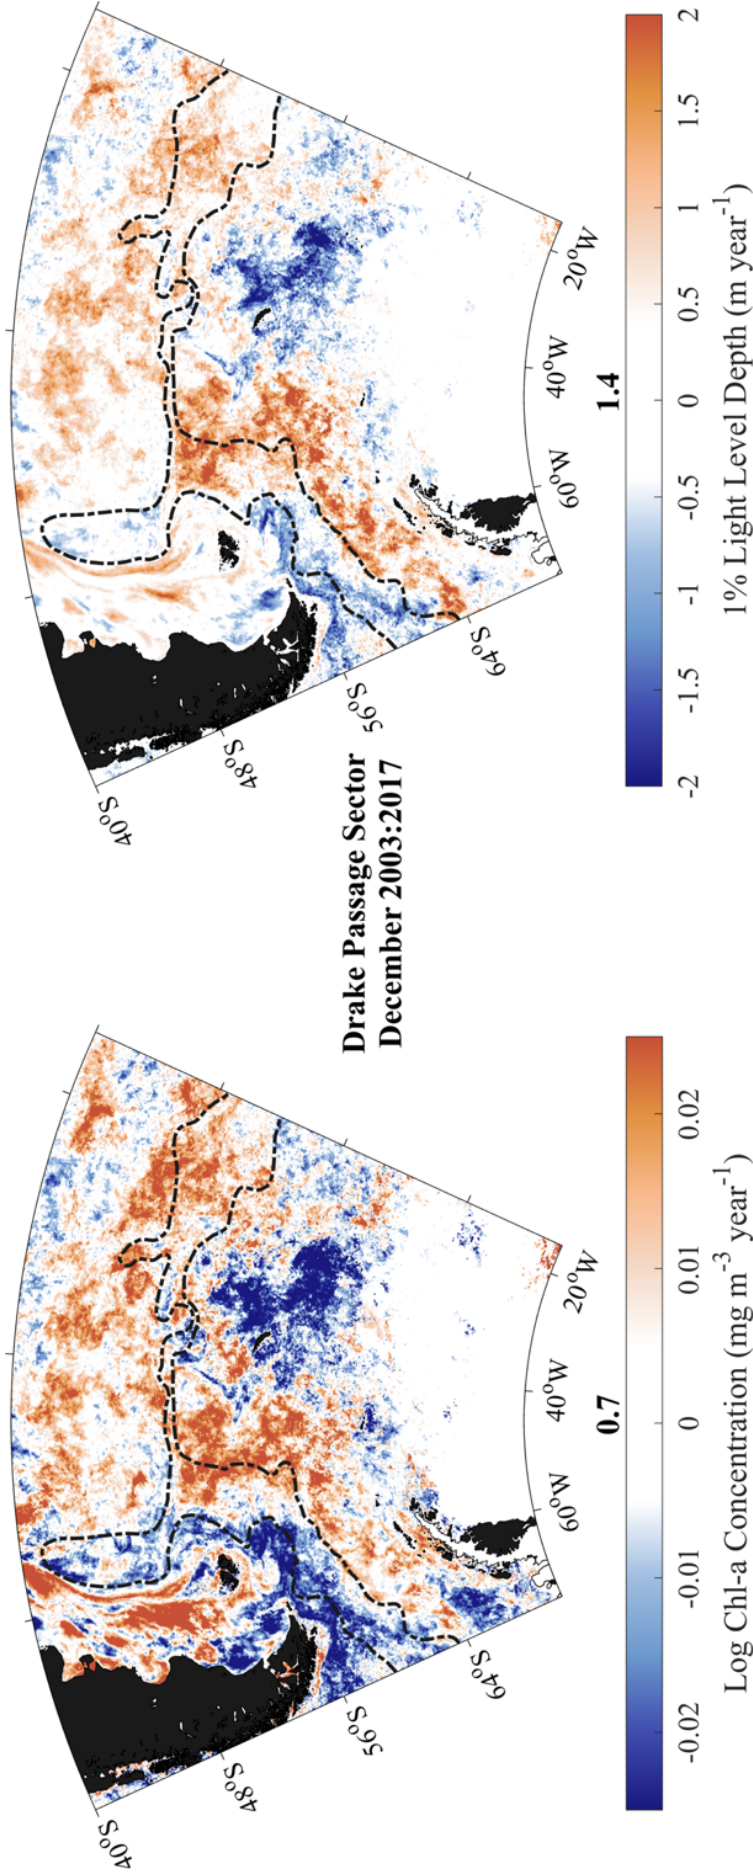 Drake Passage Sector
December 2003:2017
40°S
48°S
56°S
64°S
60°W
40°W
20°W
0.7
-0.02
-0.01
0
0.01
0.02
Log Chl-a Concentration (mg m⁻³ year⁻¹)
40°S
48°S
56°S
64°S
60°W
40°W
20°W
1.4
-2
-1.5
-1
-0.5
0
0.5
1
1.5
2
1% Light Level Depth (m year⁻¹)